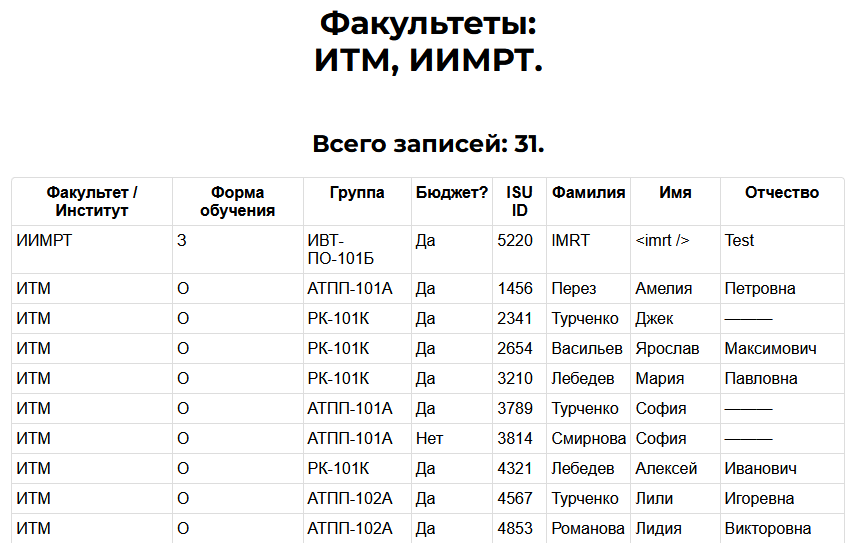 Факультеты:
ИТМ, ИИМРТ.
Всего записей: 31.
Факультет / Институт Форма обучения Группа Бюджет? ISU ID Фамилия Имя Отчество
ИИМРТ З ИВТ-ПО-101Б Да 5220 IMRT <imrt /> Test
ИТМ О АТПП-101А Да 1456 Перез Амелия Петровна
ИТМ О РК-101К Да 2341 Турченко Джек ———
ИТМ О РК-101К Да 2654 Васильев Ярослав Максимович
ИТМ О РК-101К Да 3210 Лебедев Мария Павловна
ИТМ О АТПП-101А Да 3789 Турченко София ———
ИТМ О АТПП-101А Нет 3814 Смирнова София ———
ИТМ О РК-101К Да 4321 Лебедев Алексей Иванович
ИТМ О АТПП-102А Да 4567 Турченко Лили Игоревна
ИТМ О АТПП-102А Да 4853 Романова Лидия Викторовна